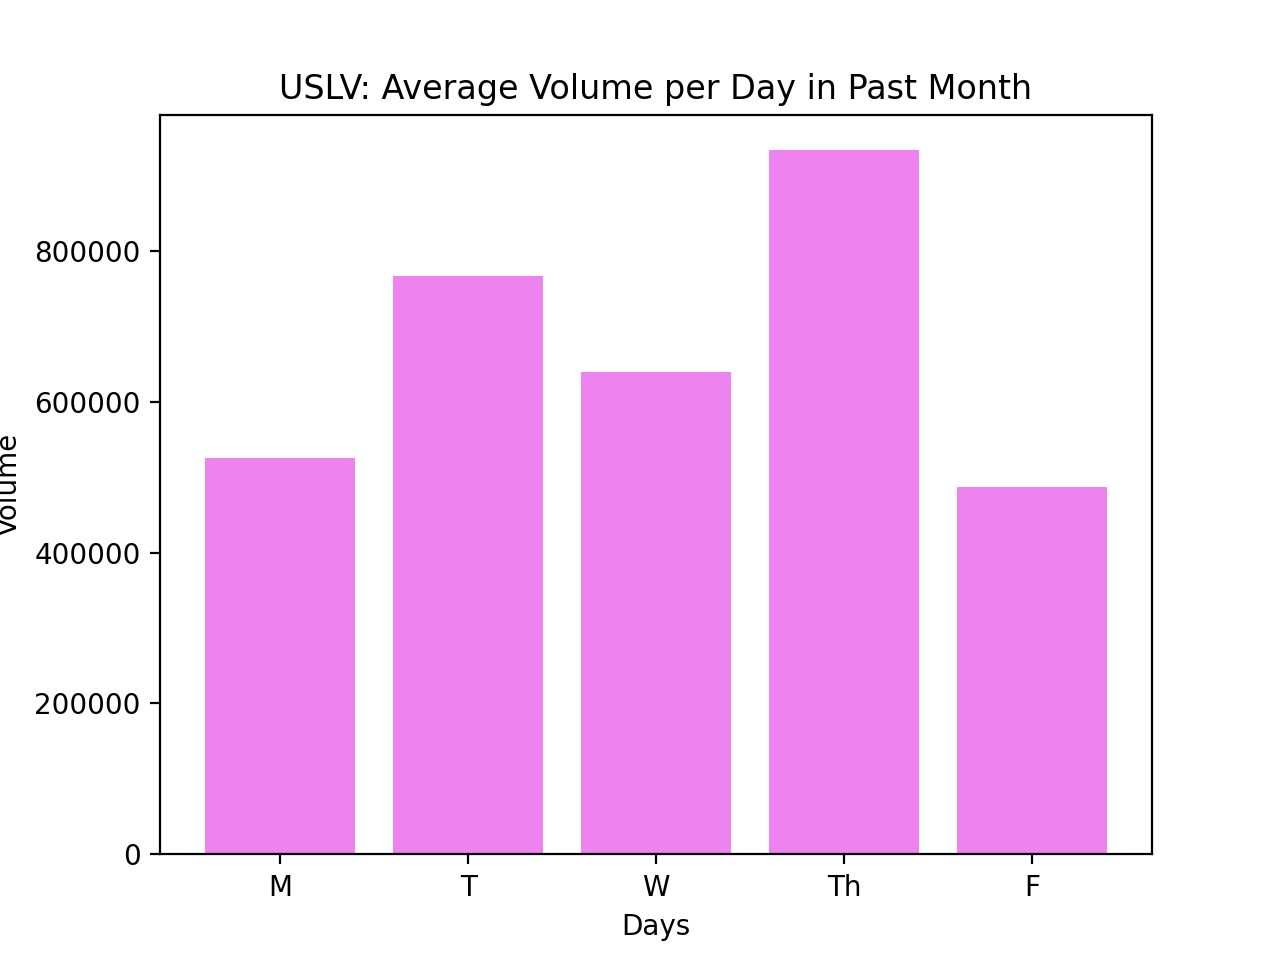 USLV: Average Volume per Day in Past Month
Volume
800000
600000
400000
200000
0
M T W Th F
Days